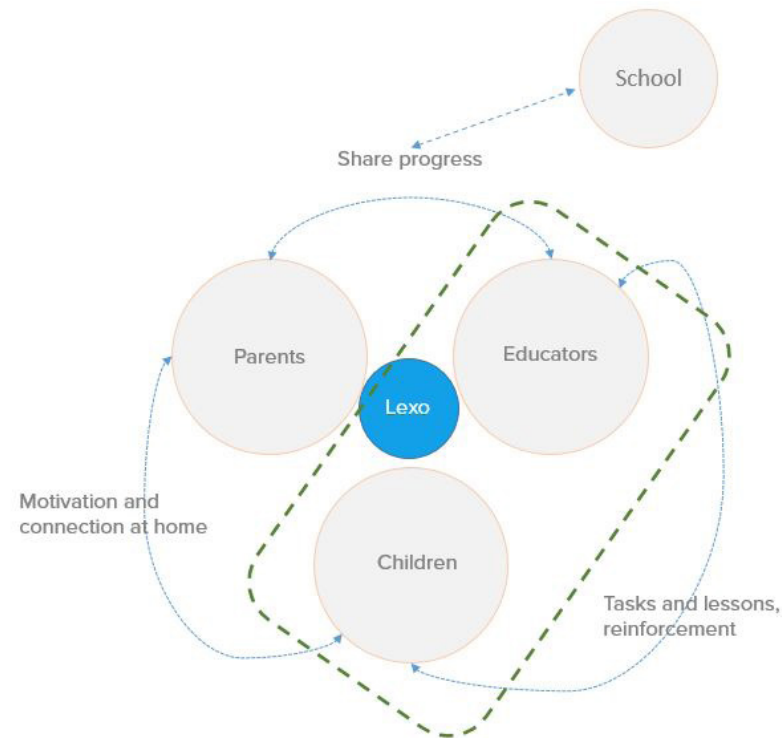 School
Share progress
Parents
Educators
Lexo
Motivation and
connection at home
Children
Tasks and lessons,
reinforcement